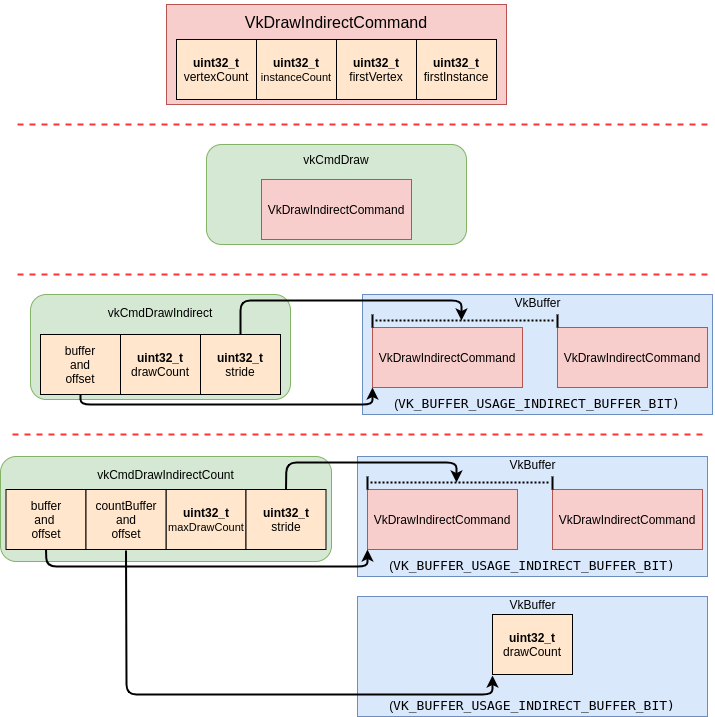 VkDrawIndirectCommand
uint32_t
vertexCount
uint32_t
instanceCount
uint32_t
firstVertex
uint32_t
firstInstance
vkCmdDraw
VkDrawIndirectCommand
vkCmdDrawIndirect
buffer
and
offset
uint32_t
drawCount
uint32_t
stride
VkBuffer
VkDrawIndirectCommand
VkDrawIndirectCommand
(VK_BUFFER_USAGE_INDIRECT_BUFFER_BIT)
vkCmdDrawIndirectCount
buffer
and
offset
countBuffer
and
offset
uint32_t
maxDrawCount
uint32_t
stride
VkBuffer
VkDrawIndirectCommand
VkDrawIndirectCommand
(VK_BUFFER_USAGE_INDIRECT_BUFFER_BIT)
VkBuffer
uint32_t
drawCount
(VK_BUFFER_USAGE_INDIRECT_BUFFER_BIT)